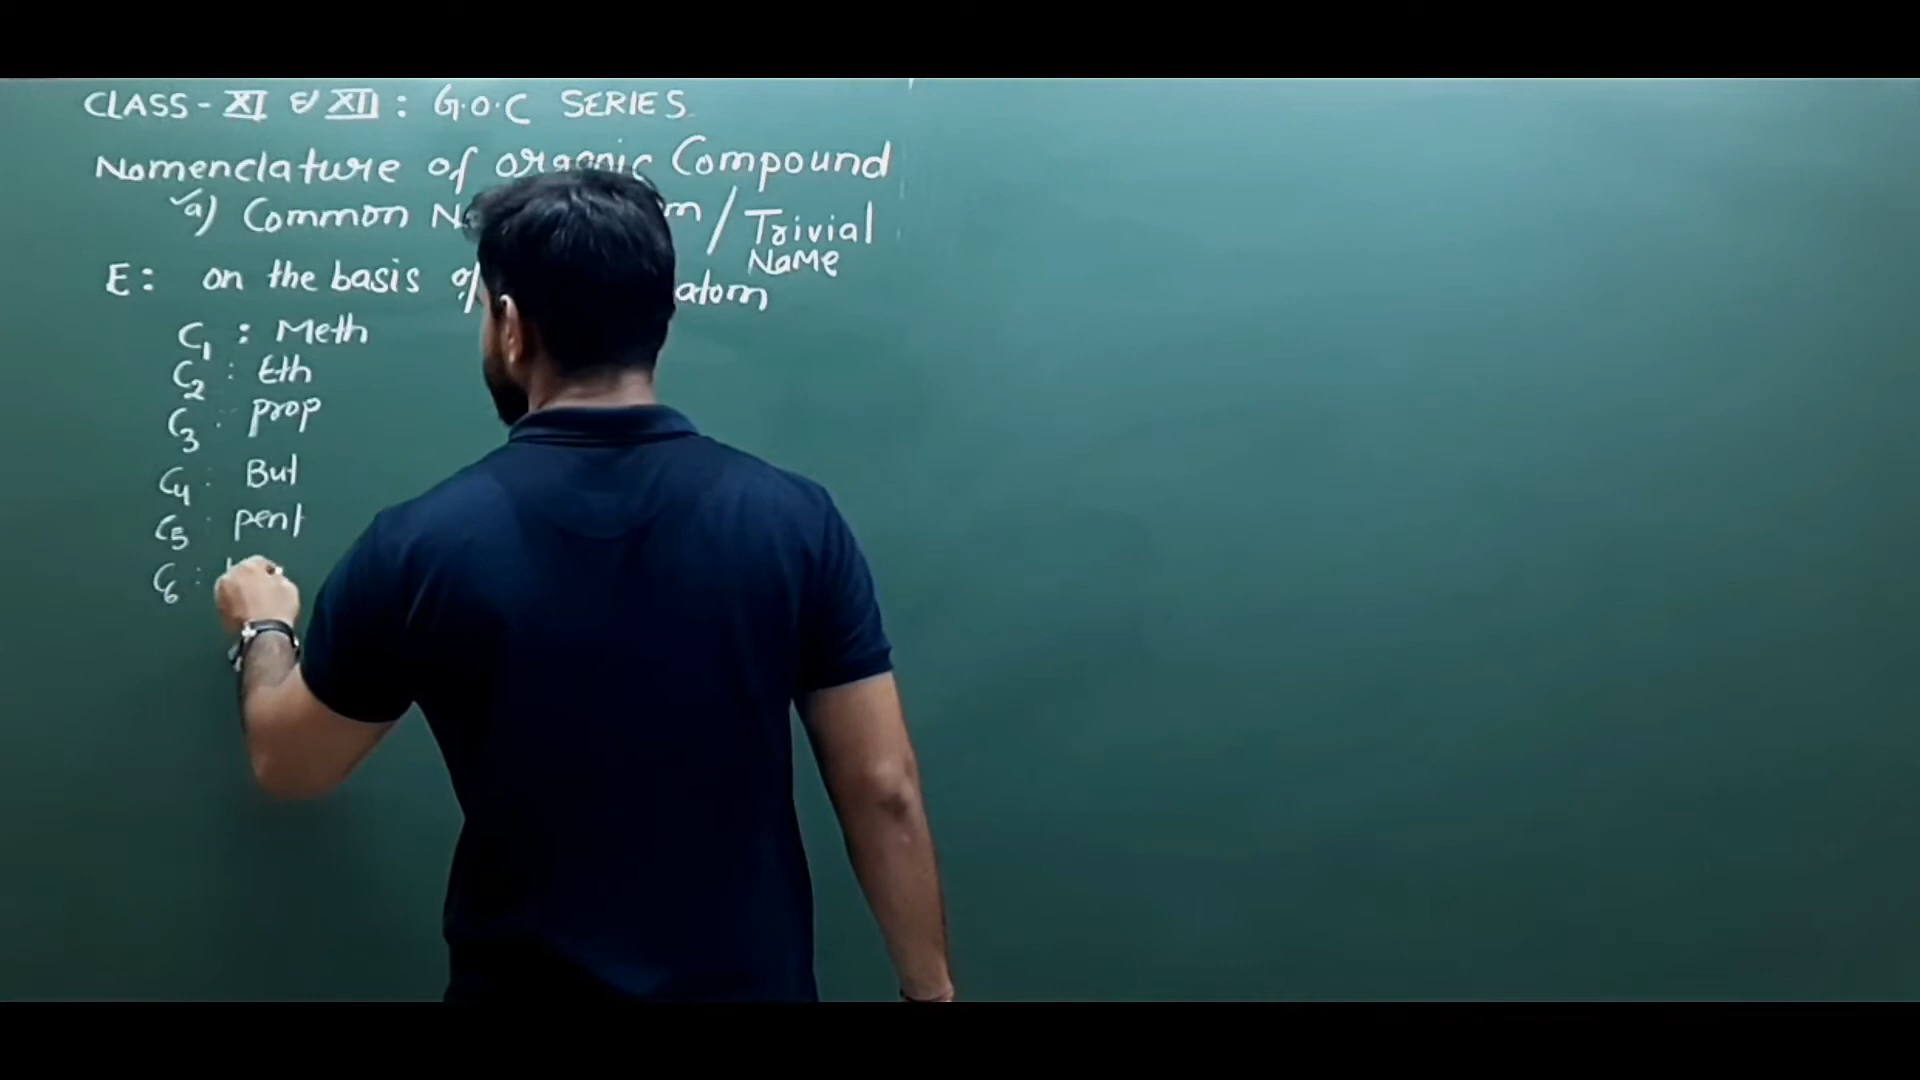 CLASS - XI & XII : G.O.C SERIES
Nomenclature of organic Compound
a) Common / Trivial
Name
E: on the basis of atom
C1 : Meth
C2 : Eth
C3 : prop
C4 : But
C5 : pent
C6 :